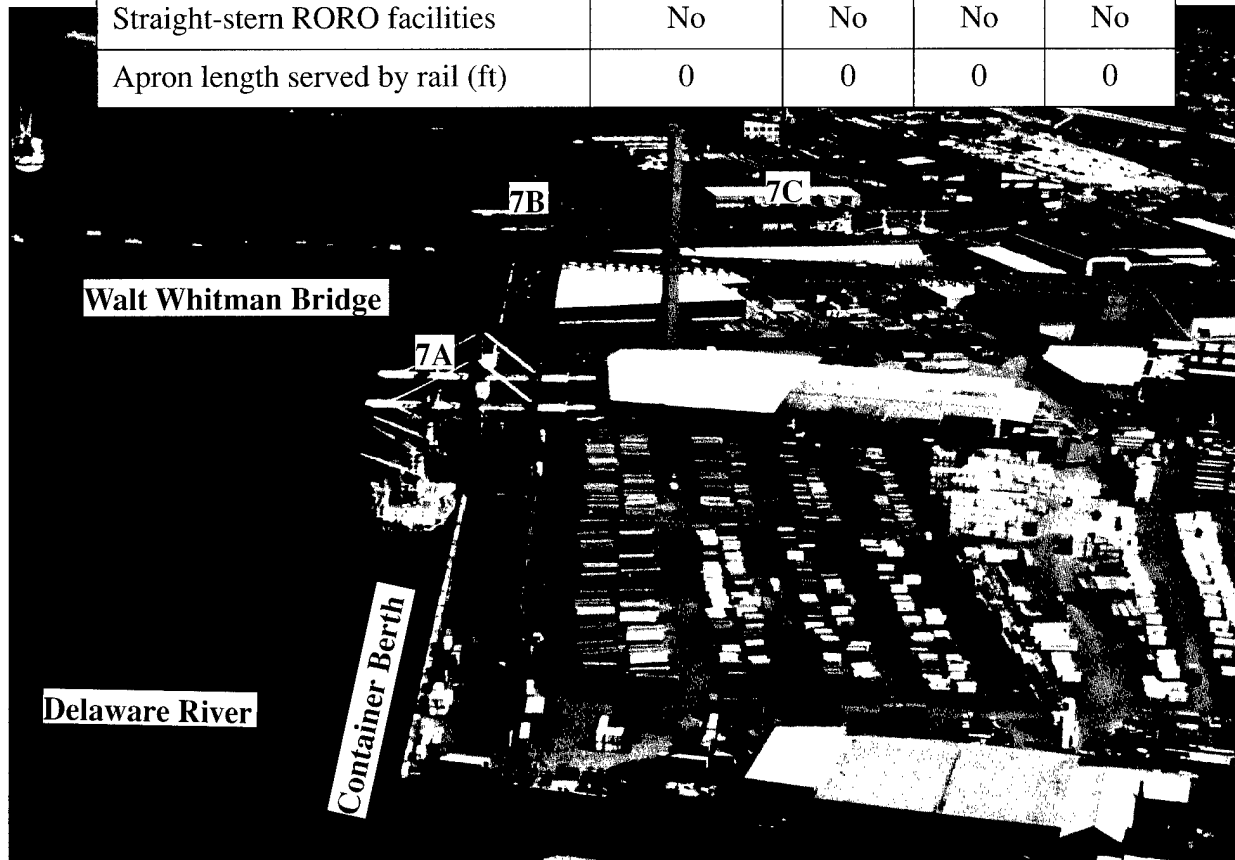 Straight-stern RORO facilities No No No No
Apron length served by rail (ft) 0 0 0 0
7B
7C
Walt Whitman Bridge
7A
Container Berth
Delaware River